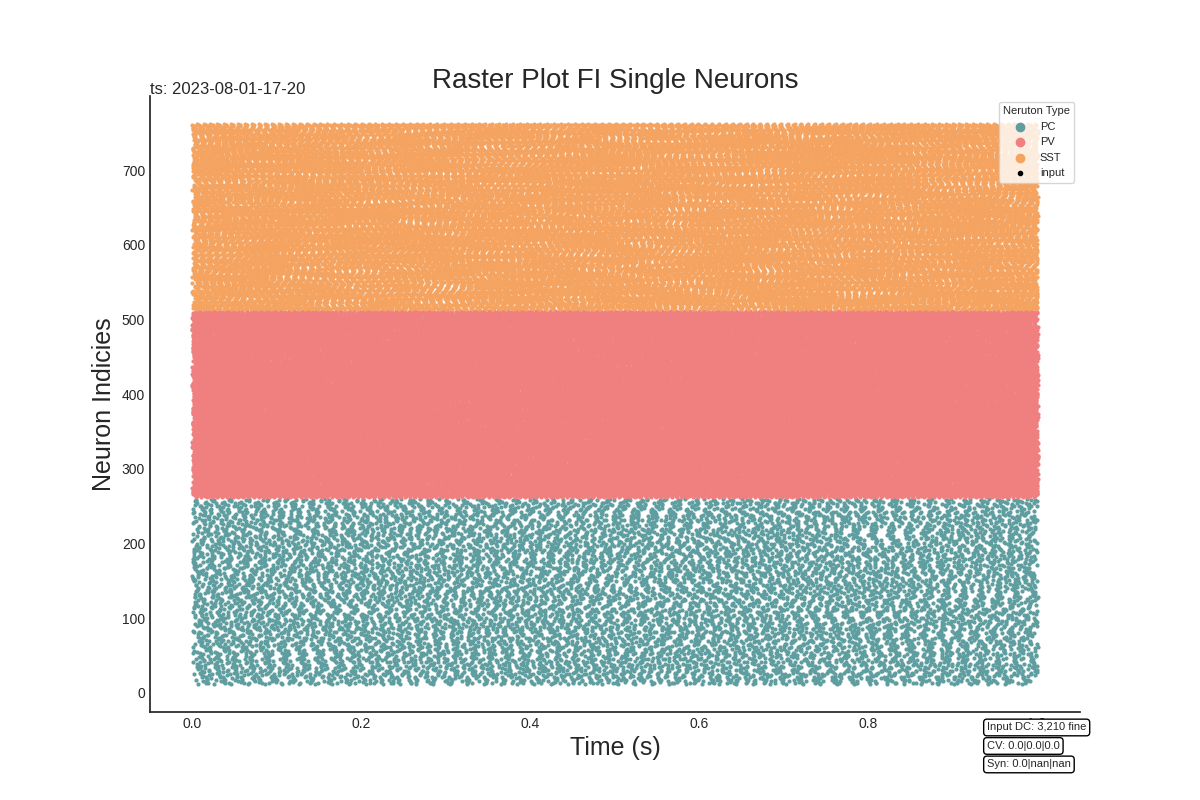 Raster Plot FI Single Neurons
ts: 2023-08-01-17-20
Neruton Type
PC
PV
SST
input
Neuron Indicies
700
600
500
400
300
200
100
0
0.0 0.2 0.4 0.6 0.8
Time (s)
Input DC: 3,210 fine
CV: 0.0|0.0|0.0
Syn: 0.0|nan|nan